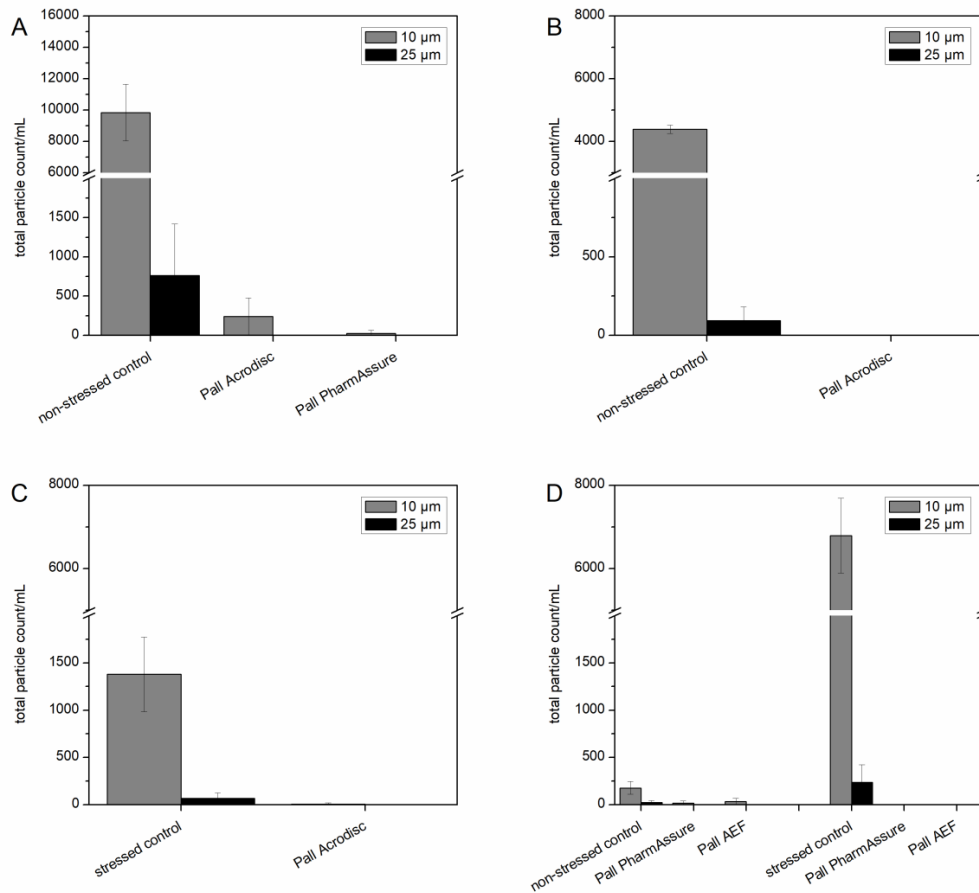 A
total particle count/mL
16000
14000
12000
10000
8000
6000
1500
1000
500
0
10 µm
25 µm
non-stressed control
Pall Acrodisc
Pall PharmAssure
B
total particle count/mL
8000
6000
4000
500
0
10 µm
25 µm
non-stressed control
Pall Acrodisc
C
total particle count/mL
8000
6000
1500
1000
500
0
10 µm
25 µm
stressed control
Pall Acrodisc
D
total particle count/mL
8000
6000
1500
1000
500
0
10 µm
25 µm
non-stressed control
Pall PharmAssure
Pall AEF
stressed control
Pall PharmAssure
Pall AEF